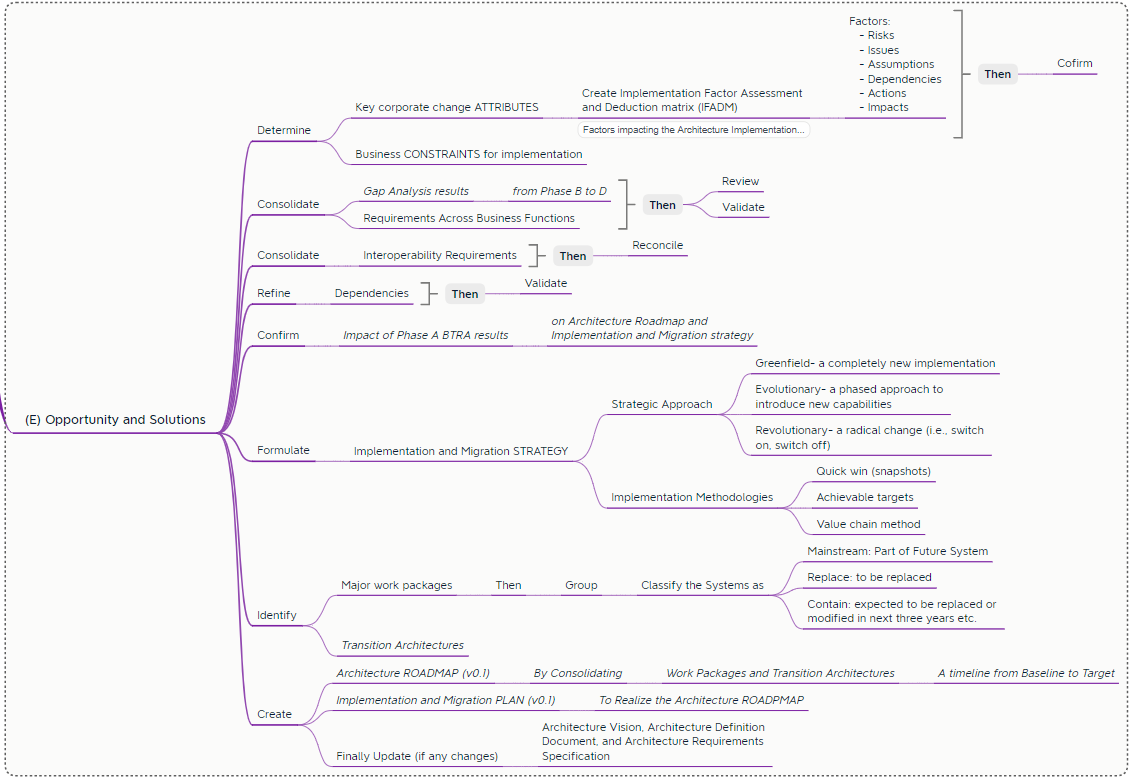 Factors:
- Risks
- Issues
- Assumptions
- Dependencies
- Actions
- Impacts
Then
Cofirm
Create Implementation Factor Assessment
and Deduction matrix (IFADM)
Key corporate change ATTRIBUTES
Factors impacting the Architecture Implementation...
Determine
Business CONSTRAINTS for implementation
Consolidate
Gap Analysis results
from Phase B to D
Requirements Across Business Functions
Then
Review
Validate
Consolidate
Interoperability Requirements
Then
Reconcile
Refine
Dependencies
Then
Validate
Confirm
Impact of Phase A BTRA results
on Architecture Roadmap and
Implementation and Migration strategy
(E) Opportunity and Solutions
Formulate
Implementation and Migration STRATEGY
Strategic Approach
Greenfield- a completely new implementation
Evolutionary- a phased approach to
introduce new capabilities
Revolutionary- a radical change (i.e., switch
on, switch off)
Implementation Methodologies
Quick win (snapshots)
Achievable targets
Value chain method
Identify
Major work packages
Then
Group
Classify the Systems as
Mainstream: Part of Future System
Replace: to be replaced
Contain: expected to be replaced or
modified in next three years etc.
Transition Architectures
Create
Architecture ROADMAP (v0.1)
By Consolidating
Work Packages and Transition Architectures
A timeline from Baseline to Target
Implementation and Migration PLAN (v0.1)
To Realize the Architecture ROADPMAP
Finally Update (if any changes)
Architecture Vision, Architecture Definition
Document, and Architecture Requirements
Specification